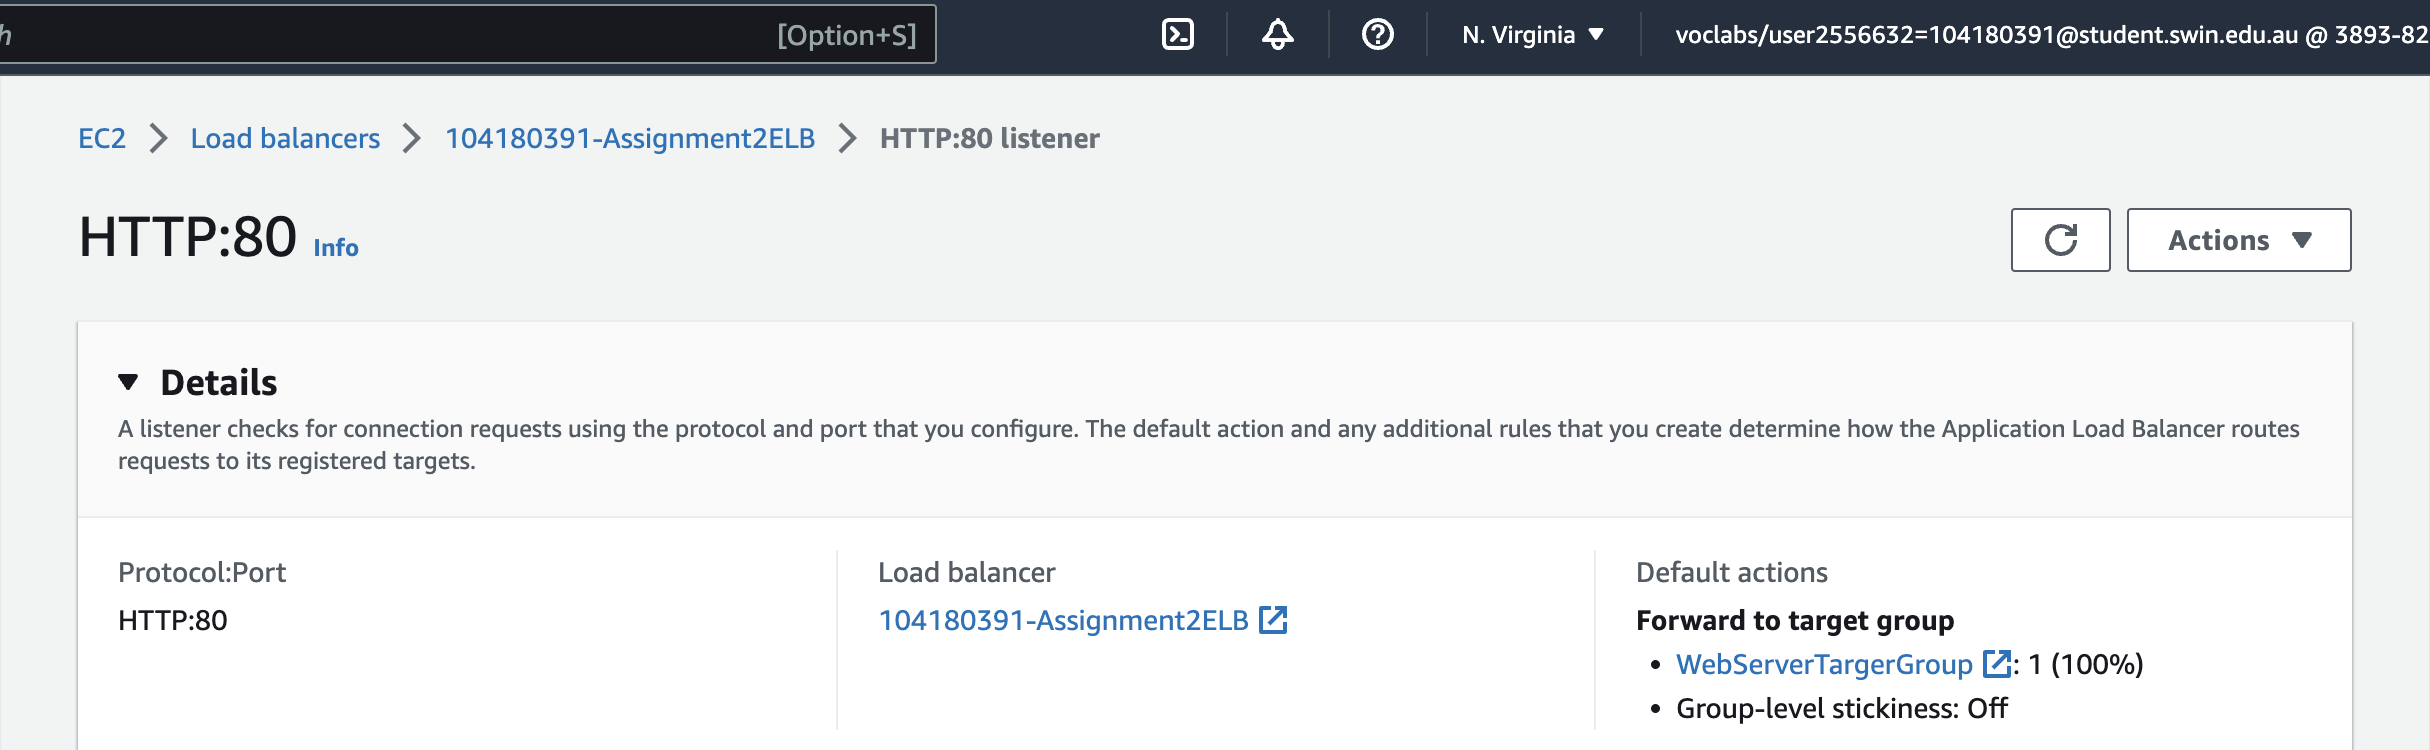 h [Option+S] N. Virginia voclabs/user2556632=104180391@student.swin.edu.au @ 3893-82
EC2 Load balancers 104180391-Assignment2ELB HTTP:80 listener
HTTP:80 Info
Actions
Details
A listener checks for connection requests using the protocol and port that you configure. The default action and any additional rules that you create determine how the Application Load Balancer routes
requests to its registered targets.
Protocol:Port
HTTP:80
Load balancer
104180391-Assignment2ELB
Default actions
Forward to target group
• WebServerTargerGroup : 1 (100%)
• Group-level stickiness: Off